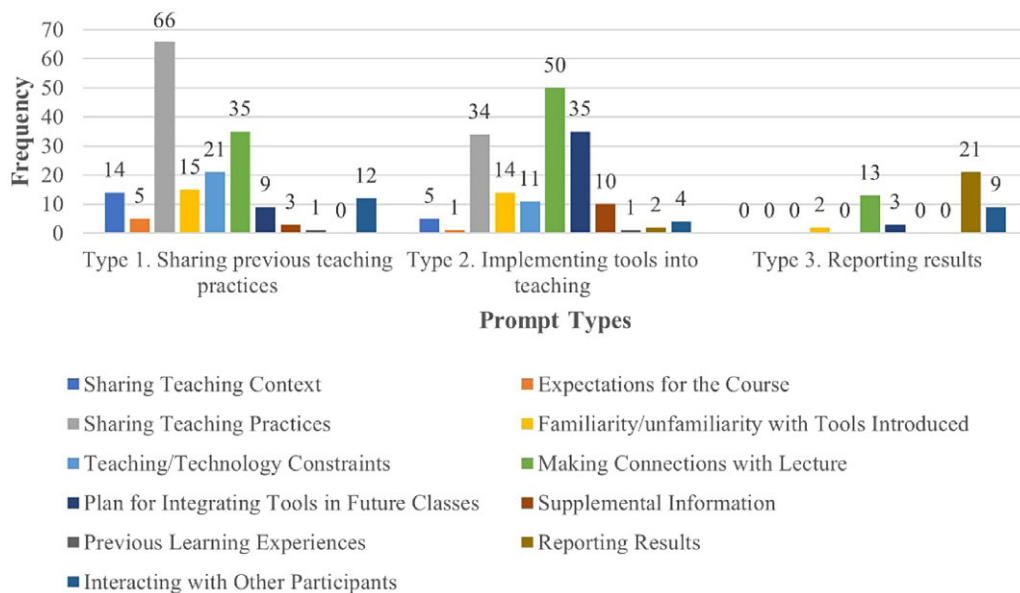 70
60
50
40
30
20
10
0
Frequency
14 5 66 15 21 35 9 3 1 0 12
5 1 34 14 11 50 35 10 1 2 4
0 0 0 2 0 13 3 0 0 21 9
Type 1. Sharing previous teaching
practices
Type 2. Implementing tools into
teaching
Type 3. Reporting results
Prompt Types
Sharing Teaching Context
Expectations for the Course
Sharing Teaching Practices
Familiarity/unfamiliarity with Tools Introduced
Teaching/Technology Constraints
Making Connections with Lecture
Plan for Integrating Tools in Future Classes
Supplemental Information
Previous Learning Experiences
Reporting Results
Interacting with Other Participants